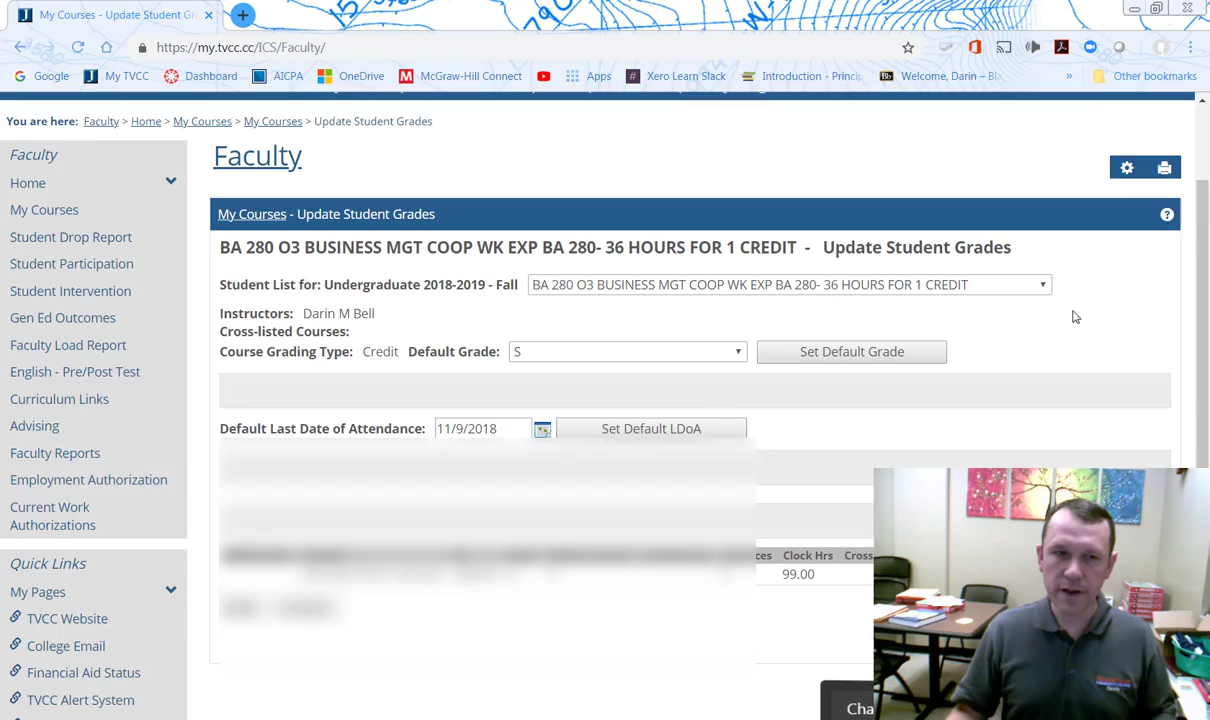 My Courses - Update Student Gr
https://my.tvcc.cc/ICS/Faculty/
Google
My TVCC
Dashboard
AICPA
OneDrive
McGraw-Hill Connect
Apps
Xero Learn Slack
Introduction - Princip
Welcome, Darin – Bla
»
Other bookmarks
You are here: Faculty > Home > My Courses > My Courses > Update Student Grades
Faculty
Home
My Courses
Student Drop Report
Student Participation
Student Intervention
Gen Ed Outcomes
Faculty Load Report
English - Pre/Post Test
Curriculum Links
Advising
Faculty Reports
Employment Authorization
Current Work
Authorizations
Quick Links
My Pages
TVCC Website
College Email
Financial Aid Status
TVCC Alert System
Faculty
My Courses - Update Student Grades
BA 280 O3 BUSINESS MGT COOP WK EXP BA 280- 36 HOURS FOR 1 CREDIT - Update Student Grades
Student List for: Undergraduate 2018-2019 - Fall BA 280 O3 BUSINESS MGT COOP WK EXP BA 280- 36 HOURS FOR 1 CREDIT
Instructors: Darin M Bell
Cross-listed Courses:
Course Grading Type: Credit Default Grade: S Set Default Grade
Default Last Date of Attendance: 11/9/2018 Set Default LDoA
ces Clock Hrs Cross
99.00
Cha